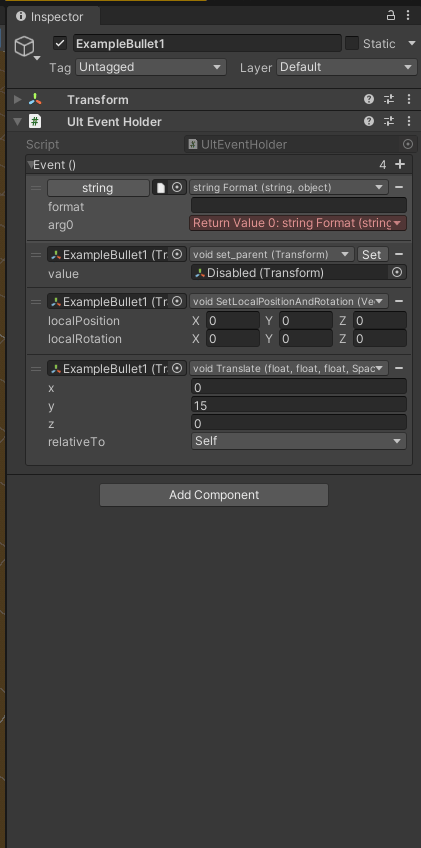 Inspector
ExampleBullet1 Static
Tag Untagged Layer Default
Transform
# Ult Event Holder
Script # UltEventHolder
Event () 4 +
string string Format (string, object)
format
arg0 Return Value 0: string Format (string
ExampleBullet1 (Tr void set_parent (Transform) Set
value Disabled (Transform)
ExampleBullet1 (Tr void SetLocalPositionAndRotation (Ve
localPosition X 0 Y 0 Z 0
localRotation X 0 Y 0 Z 0
ExampleBullet1 (Tr void Translate (float, float, float, Spac
x 0
y 15
z 0
relativeTo Self
Add Component